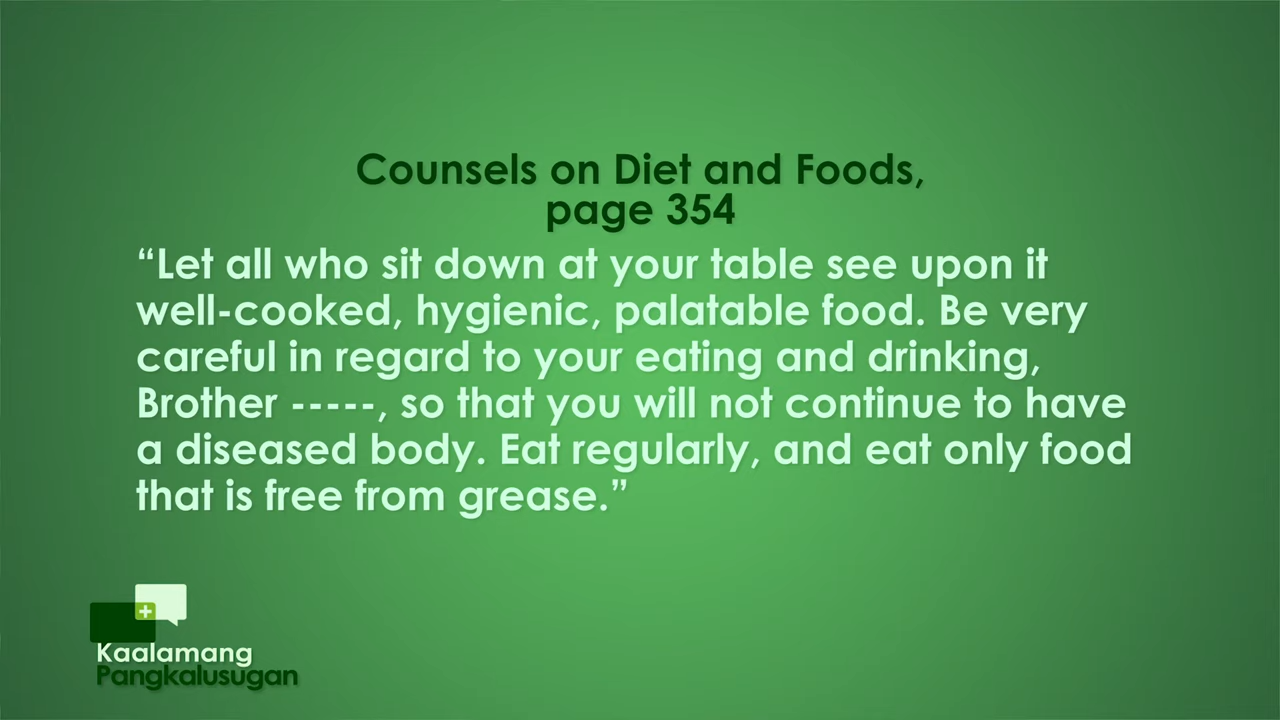 Counsels on Diet and Foods,
page 354
“Let all who sit down at your table see upon it
well-cooked, hygienic, palatable food. Be very
careful in regard to your eating and drinking,
Brother -----, so that you will not continue to have
a diseased body. Eat regularly, and eat only food
that is free from grease.”
Kaalamang
Pangkalusugan